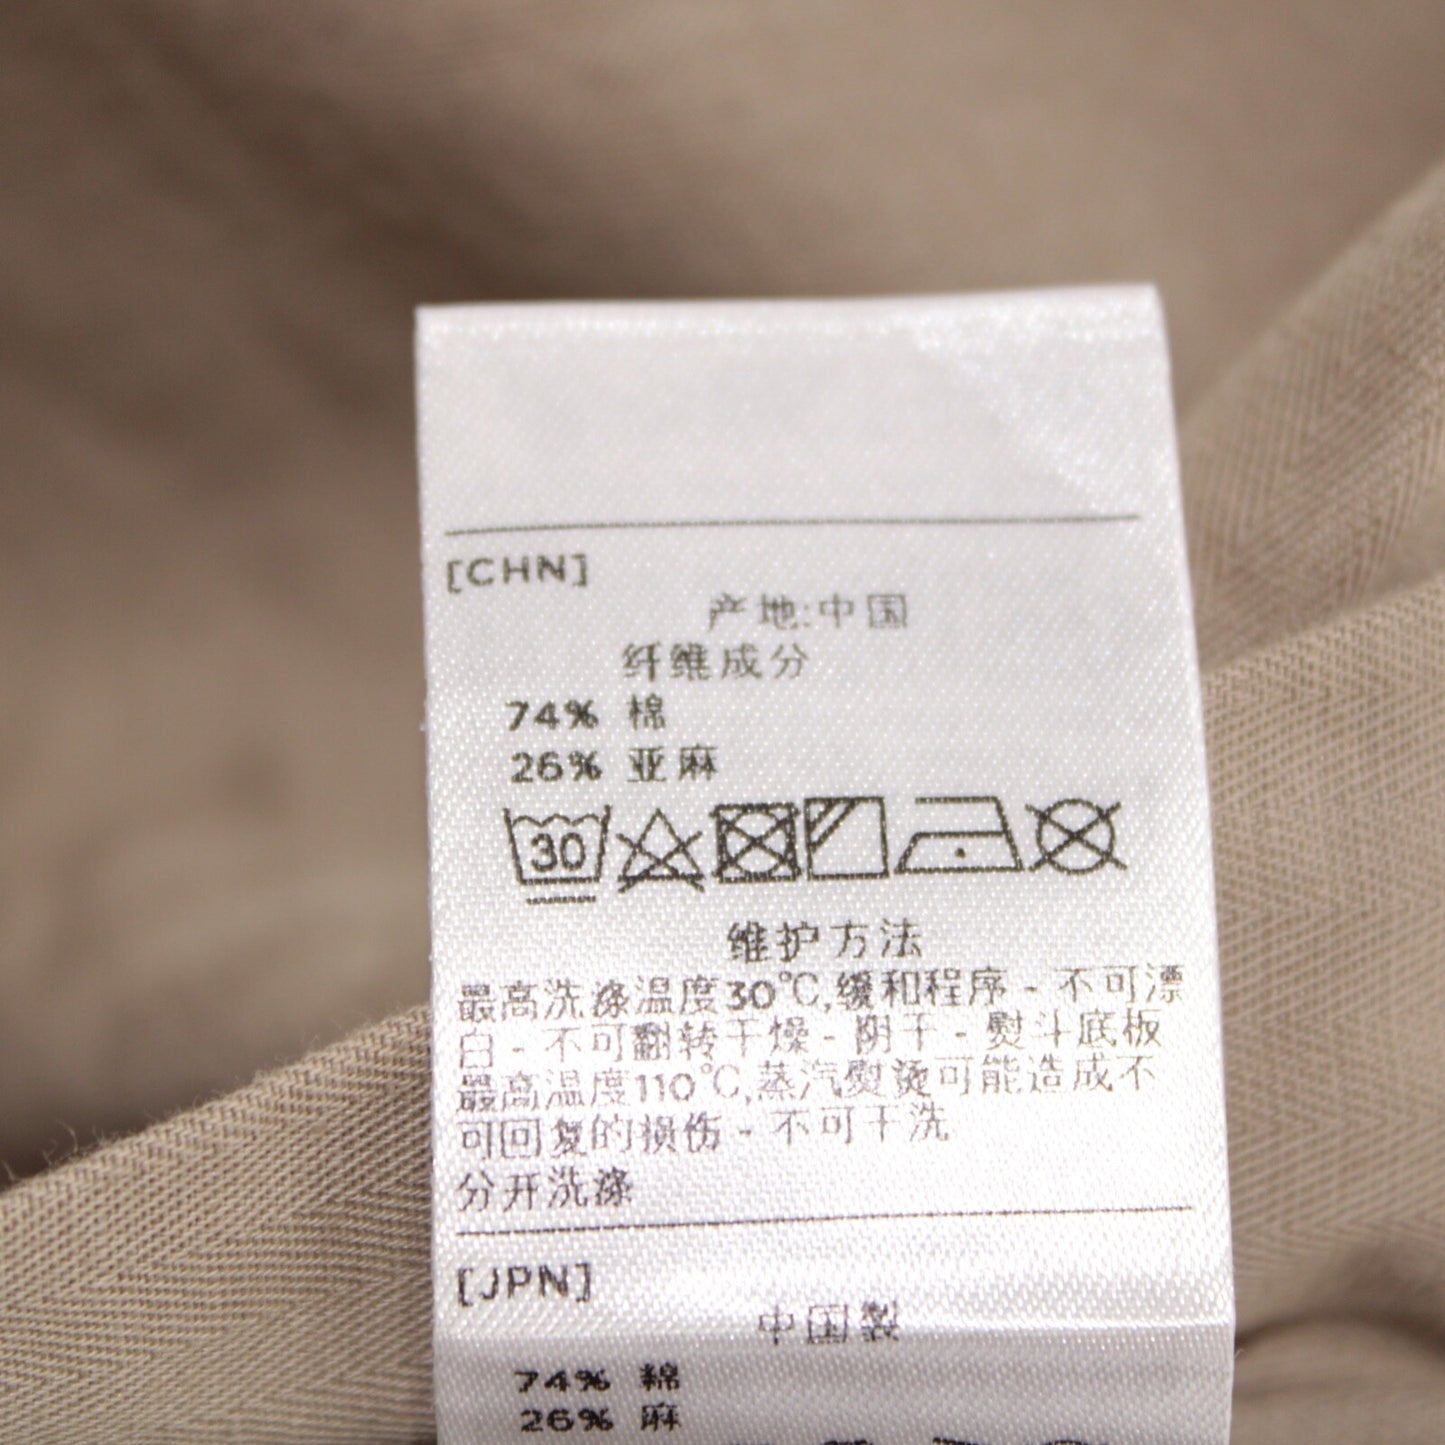 [CHN]
产地:中国
纤维成分
74% 棉
26% 亚麻
30
维护方法
最高洗涤温度30℃,缓和程序 - 不可漂
白 - 不可翻转干燥 - 阴干 - 熨斗底板
最高温度110℃,蒸汽熨烫可能造成不
可回复的损伤 - 不可干洗
分开洗涤
[JPN]
中国製
74% 綿
26% 麻